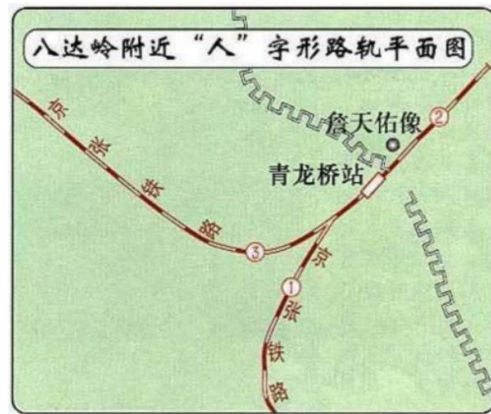 八达岭附近“人”字形路轨平面图
②
詹天佑像
青龙桥站
京张铁路
③
①
京张铁路